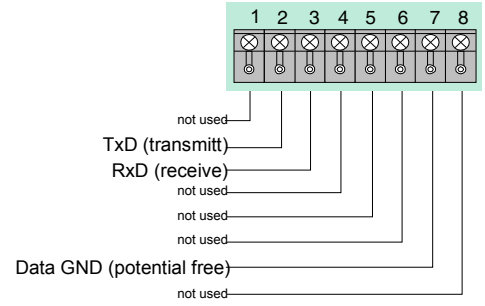 1 2 3 4 5 6 7 8
not used
TxD (transmitt)
RxD (receive)
not used
not used
not used
Data GND (potential free)
not used